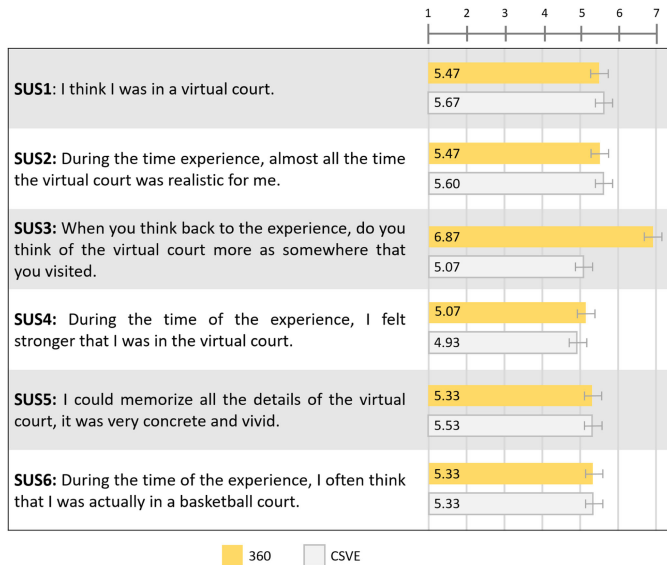 1 2 3 4 5 6 7
SUS1: I think I was in a virtual court.
5.47
5.67
SUS2: During the time experience, almost all the time
the virtual court was realistic for me.
5.47
5.60
SUS3: When you think back to the experience, do you
think of the virtual court more as somewhere that
you visited.
6.87
5.07
SUS4: During the time of the experience, I felt
stronger that I was in the virtual court.
5.07
4.93
SUS5: I could memorize all the details of the virtual
court, it was very concrete and vivid.
5.33
5.53
SUS6: During the time of the experience, I often think
that I was actually in a basketball court.
5.33
5.33
360 CSVE